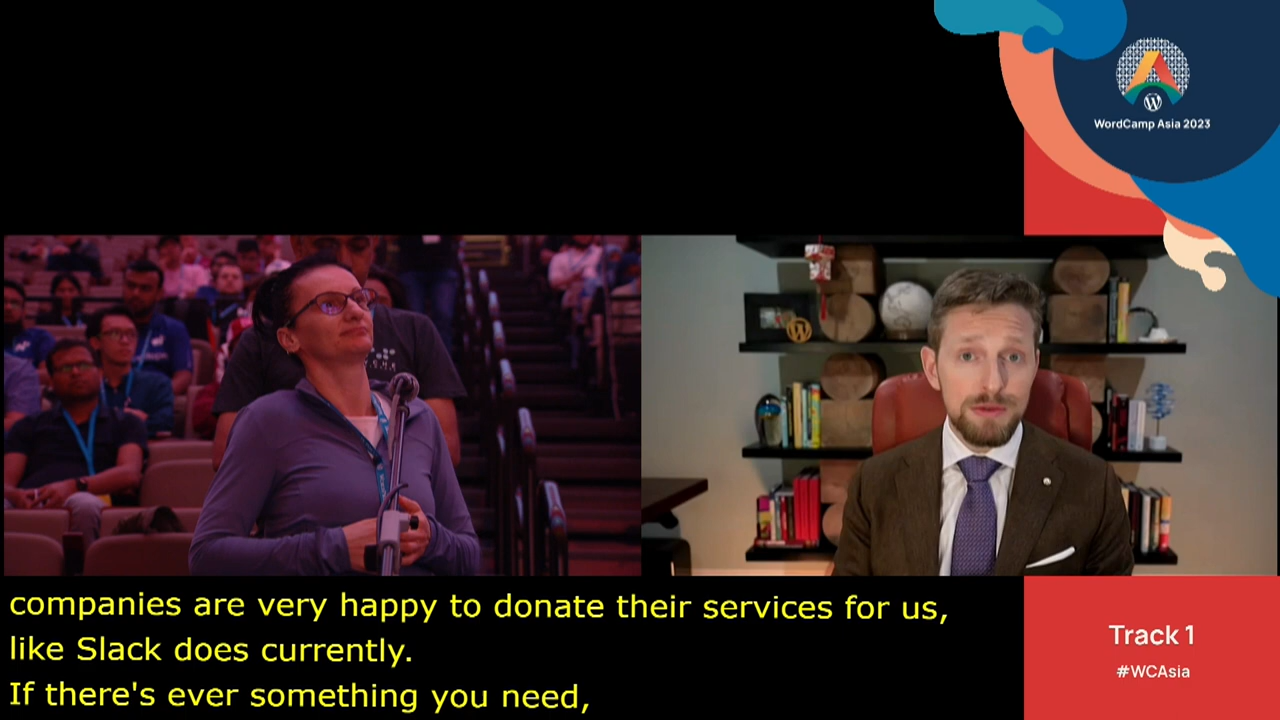 WordCamp Asia 2023
companies are very happy to donate their services for us,
like Slack does currently.
If there's ever something you need,
Track 1
#WCAsia